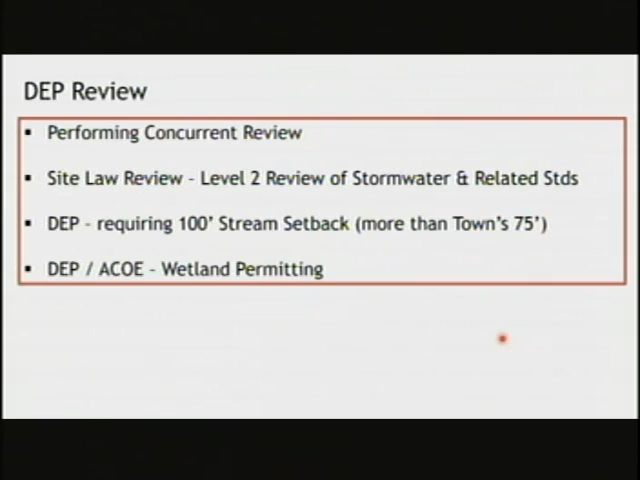 DEP Review
▪ Performing Concurrent Review
▪ Site Law Review - Level 2 Review of Stormwater & Related Stds
▪ DEP - requiring 100' Stream Setback (more than Town's 75')
▪ DEP / ACOE - Wetland Permitting